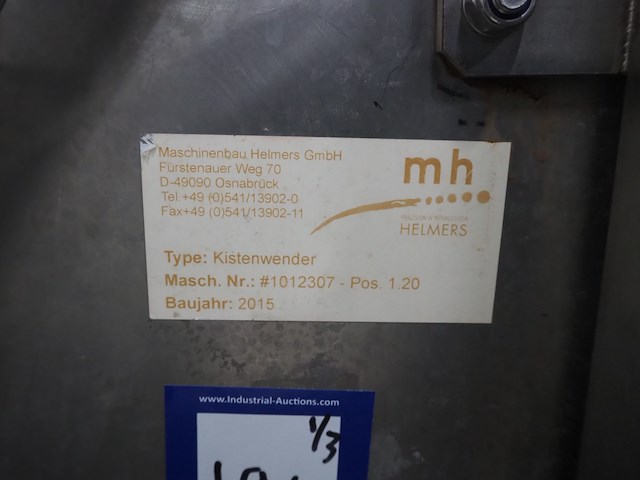 Maschinenbau Helmers GmbH
Fürstenauer Weg 70
D-49090 Osnabrück
Tel.+49 (0)541/13902-0
Fax+49 (0)541/13902-11
mh
HELMERS
Type: Kistenwender
Masch. Nr.: #1012307 - Pos. 1.20
Baujahr: 2015
www.Industrial-Auctions.com
1/3